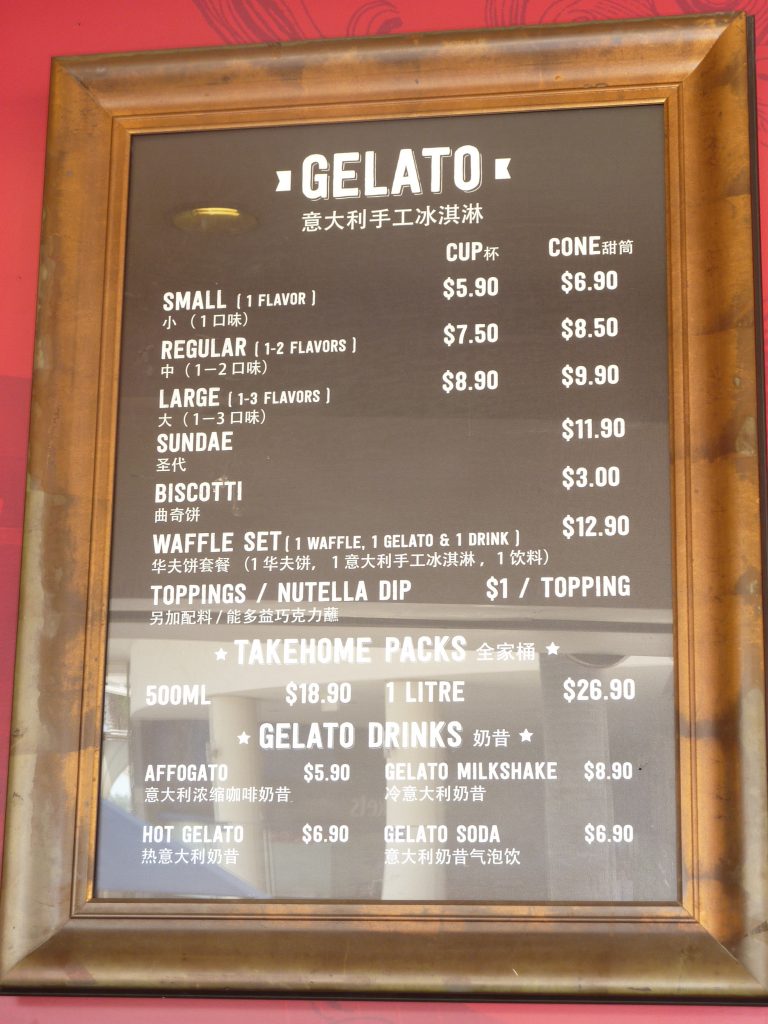 GELATO
意大利手工冰淇淋
CUP杯 CONE甜筒
SMALL ( 1 FLAVOR ) $5.90 $6.90
小 （1口味）
REGULAR ( 1-2 FLAVORS ) $7.50 $8.50
中（1－2口味）
LARGE ( 1-3 FLAVORS ) $8.90 $9.90
大（1－3口味）
SUNDAE $11.90
圣代
BISCOTTI $3.00
曲奇饼
WAFFLE SET( 1 WAFFLE, 1 GELATO & 1 DRINK ) $12.90
华夫饼套餐 （1华夫饼, 1意大利手工冰淇淋 , 1饮料）
TOPPINGS / NUTELLA DIP $1 / TOPPING
另加配料 / 能多益巧克力蘸
★ TAKEHOME PACKS 全家桶 ★
500ML $18.90 1 LITRE $26.90
★ GELATO DRINKS 奶昔 ★
AFFOGATO $5.90 GELATO MILKSHAKE $8.90
意大利浓缩咖啡奶昔 冷意大利奶昔
HOT GELATO $6.90 GELATO SODA $6.90
热意大利奶昔 意大利奶昔气泡饮